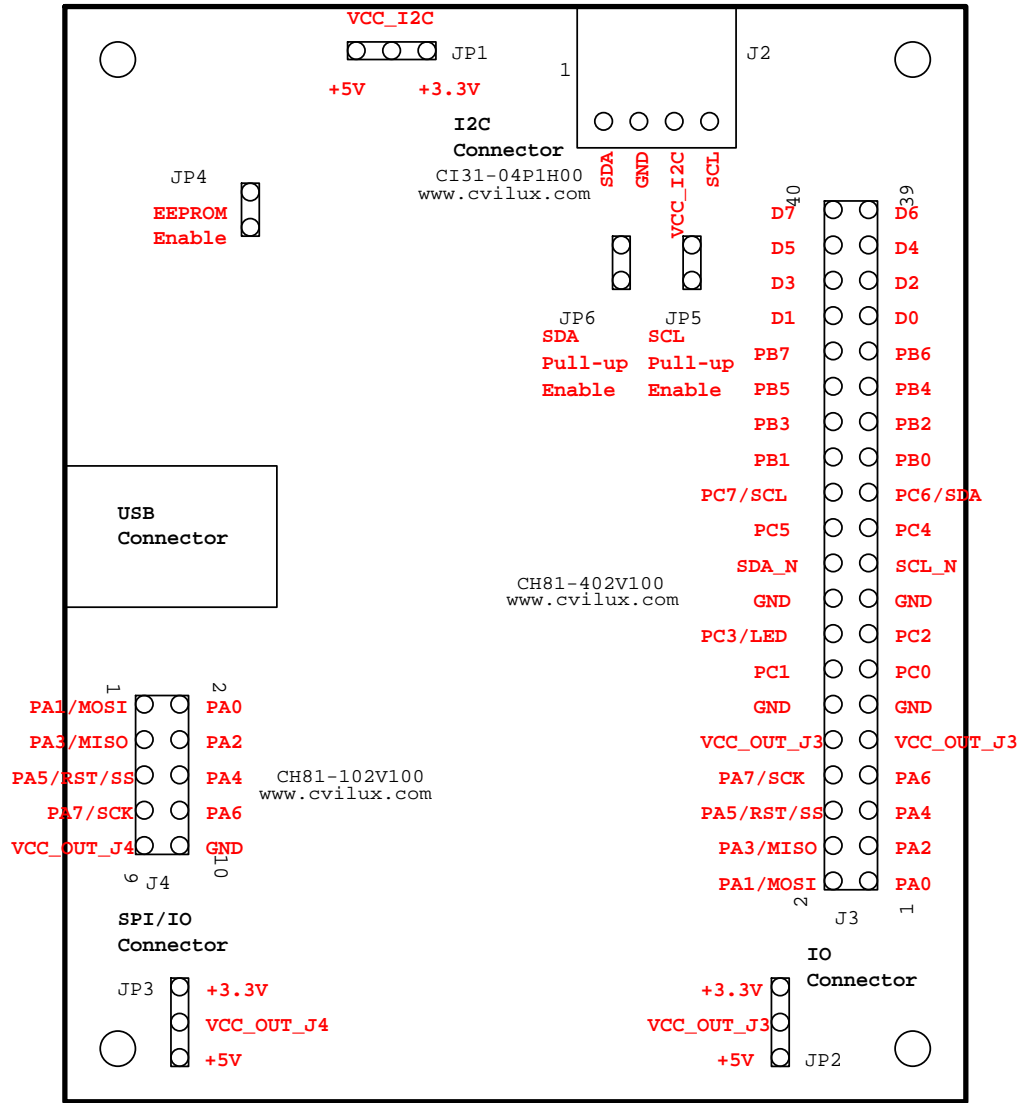 VCC_I2C
JP1
+5V +3.3V
J2
1
I2C
Connector
CI31-04P1H00
www.cvilux.com
SDA
GND
VCC_I2C
SCL
JP4
EEPROM
Enable
JP6
SDA
Pull-up
Enable
JP5
SCL
Pull-up
Enable
40 39
D7 D6
D5 D4
D3 D2
D1 D0
PB7 PB6
PB5 PB4
PB3 PB2
PB1 PB0
PC7/SCL PC6/SDA
PC5 PC4
SDA_N SCL_N
GND GND
PC3/LED PC2
PC1 PC0
GND GND
VCC_OUT_J3 VCC_OUT_J3
PA7/SCK PA6
PA5/RST/SS PA4
PA3/MISO PA2
PA1/MOSI PA0
2 1
J3
IO
Connector
USB
Connector
CH81-402V100
www.cvilux.com
1 2
PA1/MOSI PA0
PA3/MISO PA2
PA5/RST/SS PA4
PA7/SCK PA6
VCC_OUT_J4 GND
9 10
J4
CH81-102V100
www.cvilux.com
SPI/IO
Connector
JP3
+3.3V
VCC_OUT_J4
+5V
+3.3V
VCC_OUT_J3
+5V
JP2